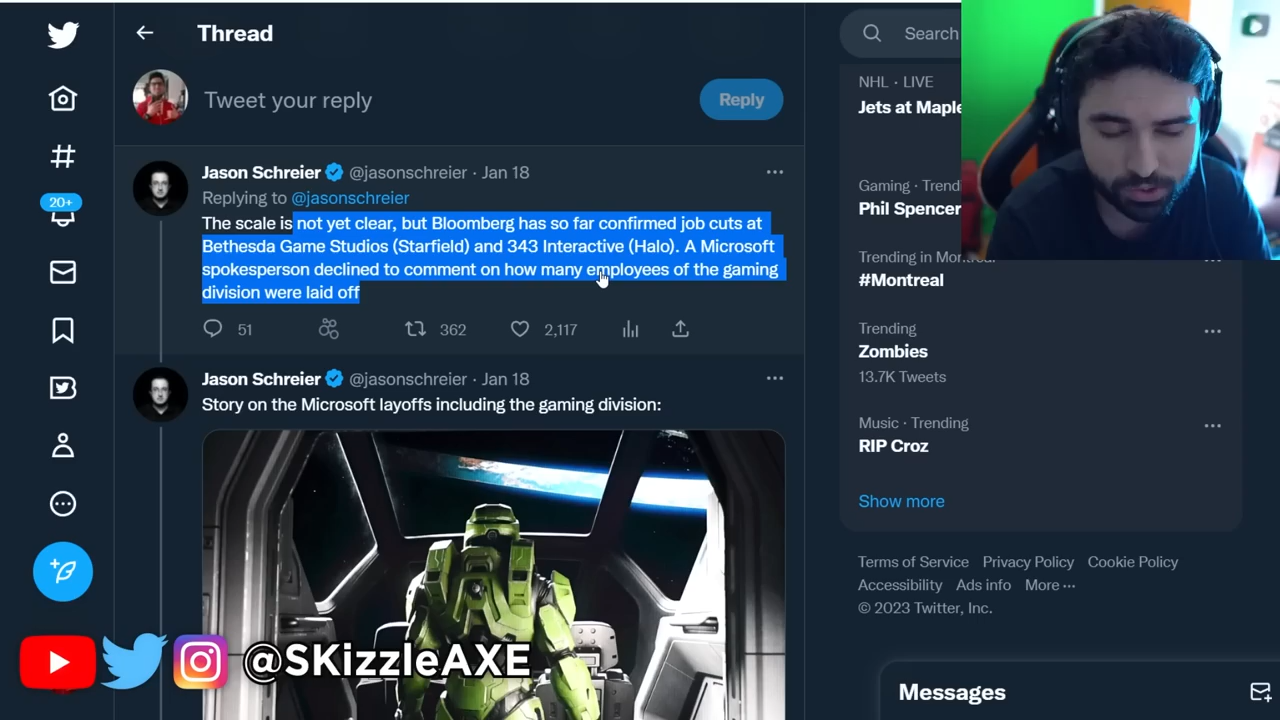 Thread
Tweet your reply
Reply
Jason Schreier @jasonschreier · Jan 18
Replying to @jasonschreier
The scale is not yet clear, but Bloomberg has so far confirmed job cuts at
Bethesda Game Studios (Starfield) and 343 Interactive (Halo). A Microsoft
spokesperson declined to comment on how many employees of the gaming
division were laid off
51
362
2,117
Jason Schreier @jasonschreier · Jan 18
Story on the Microsoft layoffs including the gaming division:
20+
@SKizzleAXE
Search
NHL · LIVE
Jets at Maple
Gaming · Trendi
Phil Spencer
Trending in Montreal
#Montreal
Trending
Zombies
13.7K Tweets
Music · Trending
RIP Croz
Show more
Terms of Service Privacy Policy Cookie Policy
Accessibility Ads info More ···
© 2023 Twitter, Inc.
Messages